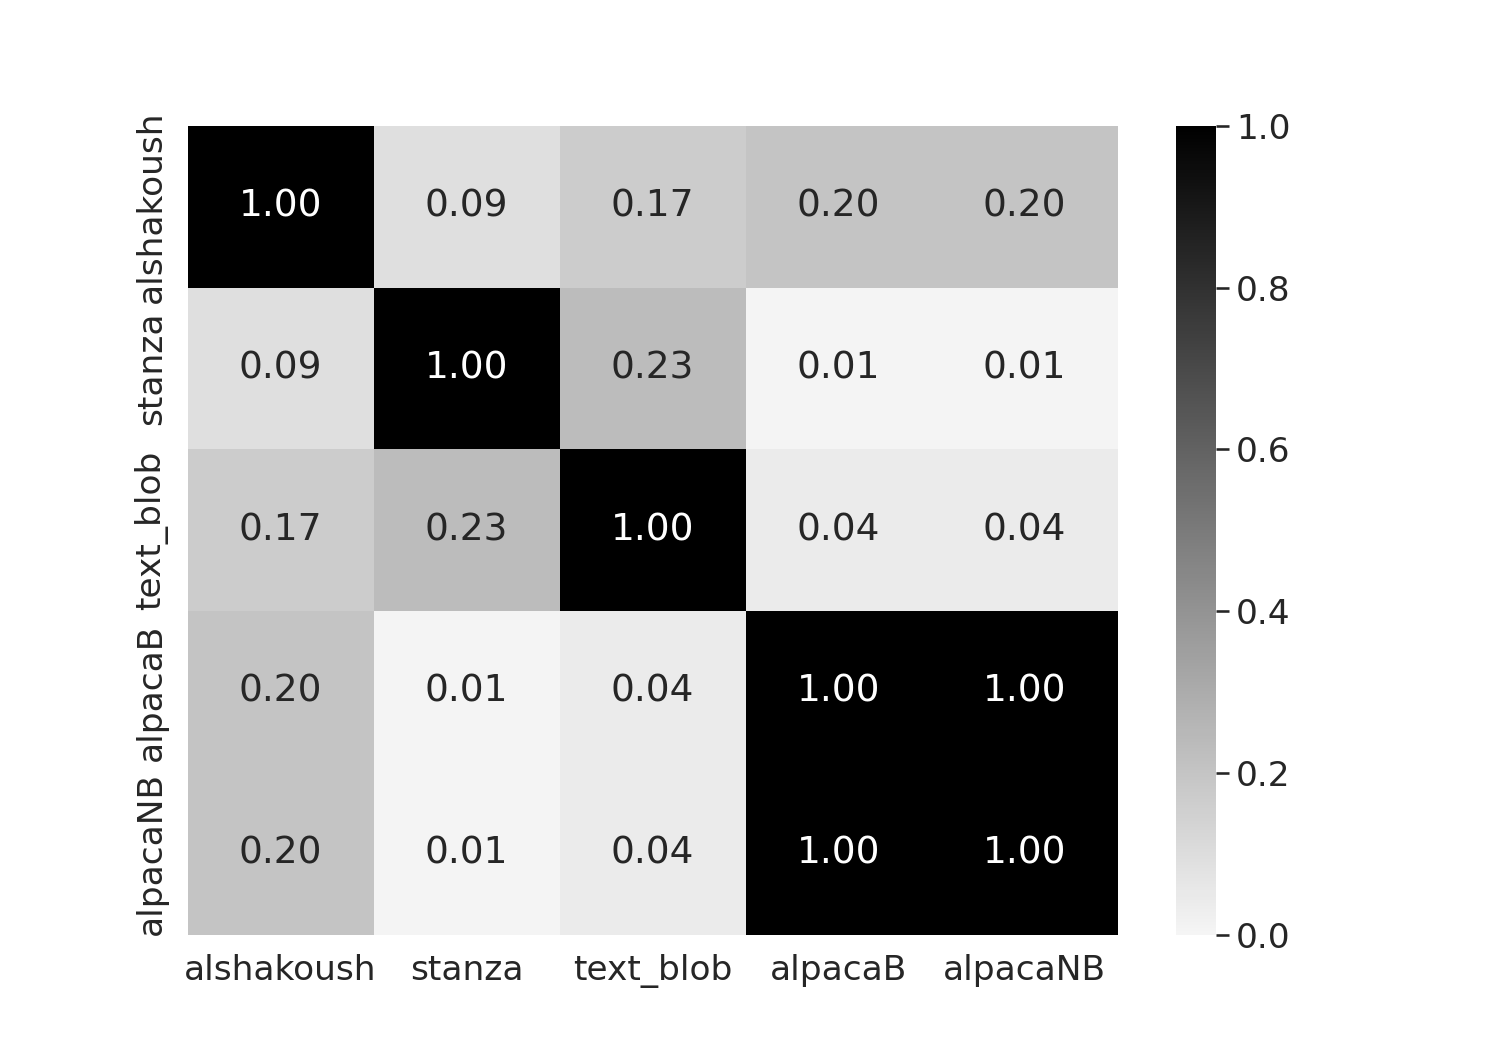 alshakoush 1.00 0.09 0.17 0.20 0.20
stanza 0.09 1.00 0.23 0.01 0.01
text_blob 0.17 0.23 1.00 0.04 0.04
alpacaB 0.20 0.01 0.04 1.00 1.00
alpacaNB 0.20 0.01 0.04 1.00 1.00
alshakoush stanza text_blob alpacaB alpacaNB
1.0
0.8
0.6
0.4
0.2
0.0